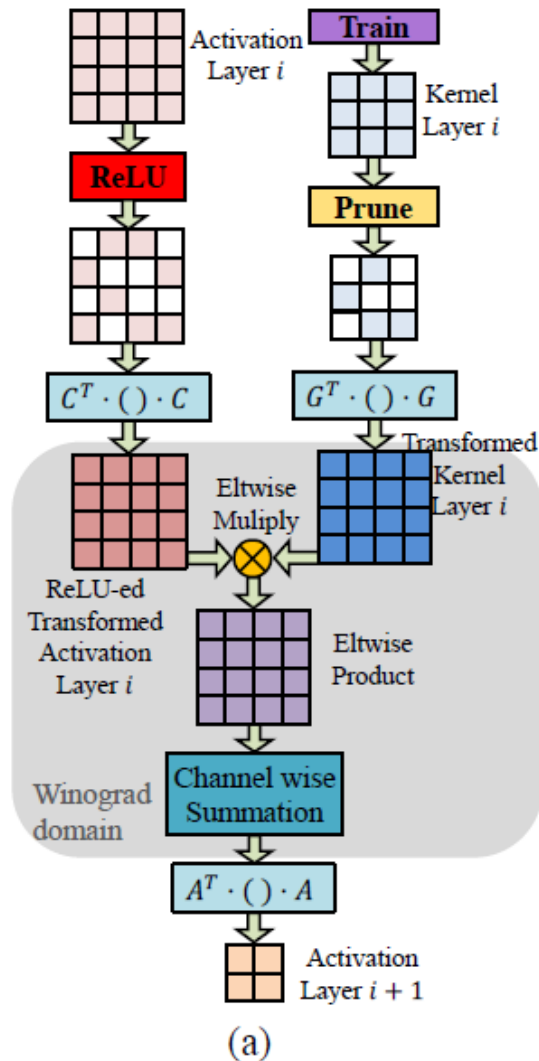 Activation
Layer i
Train
Kernel
Layer i
ReLU
Prune
C^T · ( ) · C
G^T · ( ) · G
Transformed
Kernel
Layer i
Eltwise
Muliply
ReLU-ed
Transformed
Activation
Layer i
Eltwise
Product
Channel wise
Summation
Winograd
domain
A^T · ( ) · A
Activation
Layer i + 1
(a)